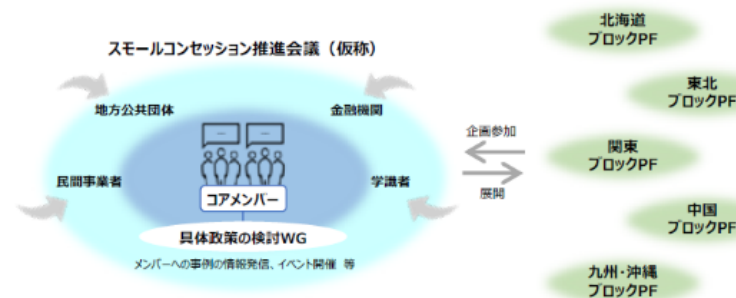 スモールコンセッション推進会議（仮称）
地方公共団体
金融機関
民間事業者
学識者
コアメンバー
具体政策の検討WG
メンバーへの事例の情報発信、イベント開催 等
企画参加
展開
北海道
ブロックPF
東北
ブロックPF
関東
ブロックPF
中国
ブロックPF
九州・沖縄
ブロックPF